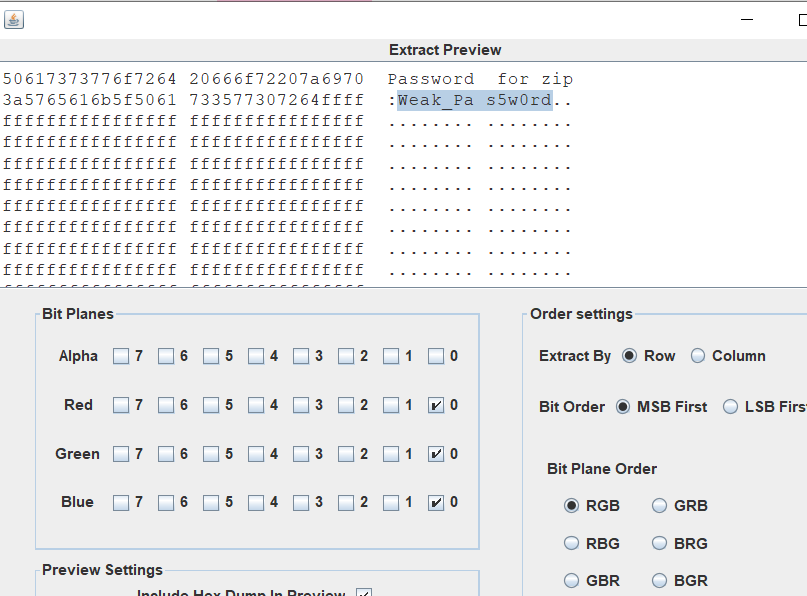 Extract Preview
50617373776f7264 20666f72207a6970 Password  for zip
3a5765616b5f5061 733577307264ffff :Weak_Pa s5w0rd..
ffffffffffffffff ffffffffffffffff ........ ........
ffffffffffffffff ffffffffffffffff ........ ........
ffffffffffffffff ffffffffffffffff ........ ........
ffffffffffffffff ffffffffffffffff ........ ........
ffffffffffffffff ffffffffffffffff ........ ........
ffffffffffffffff ffffffffffffffff ........ ........
ffffffffffffffff ffffffffffffffff ........ ........
ffffffffffffffff ffffffffffffffff ........ ........
Bit Planes
Alpha 7 6 5 4 3 2 1 0
Red 7 6 5 4 3 2 1 0
Green 7 6 5 4 3 2 1 0
Blue 7 6 5 4 3 2 1 0
Preview Settings
Include Hex Dump In Preview
Order settings
Extract By Row Column
Bit Order MSB First LSB Firs
Bit Plane Order
RGB GRB
RBG BRG
GBR BGR